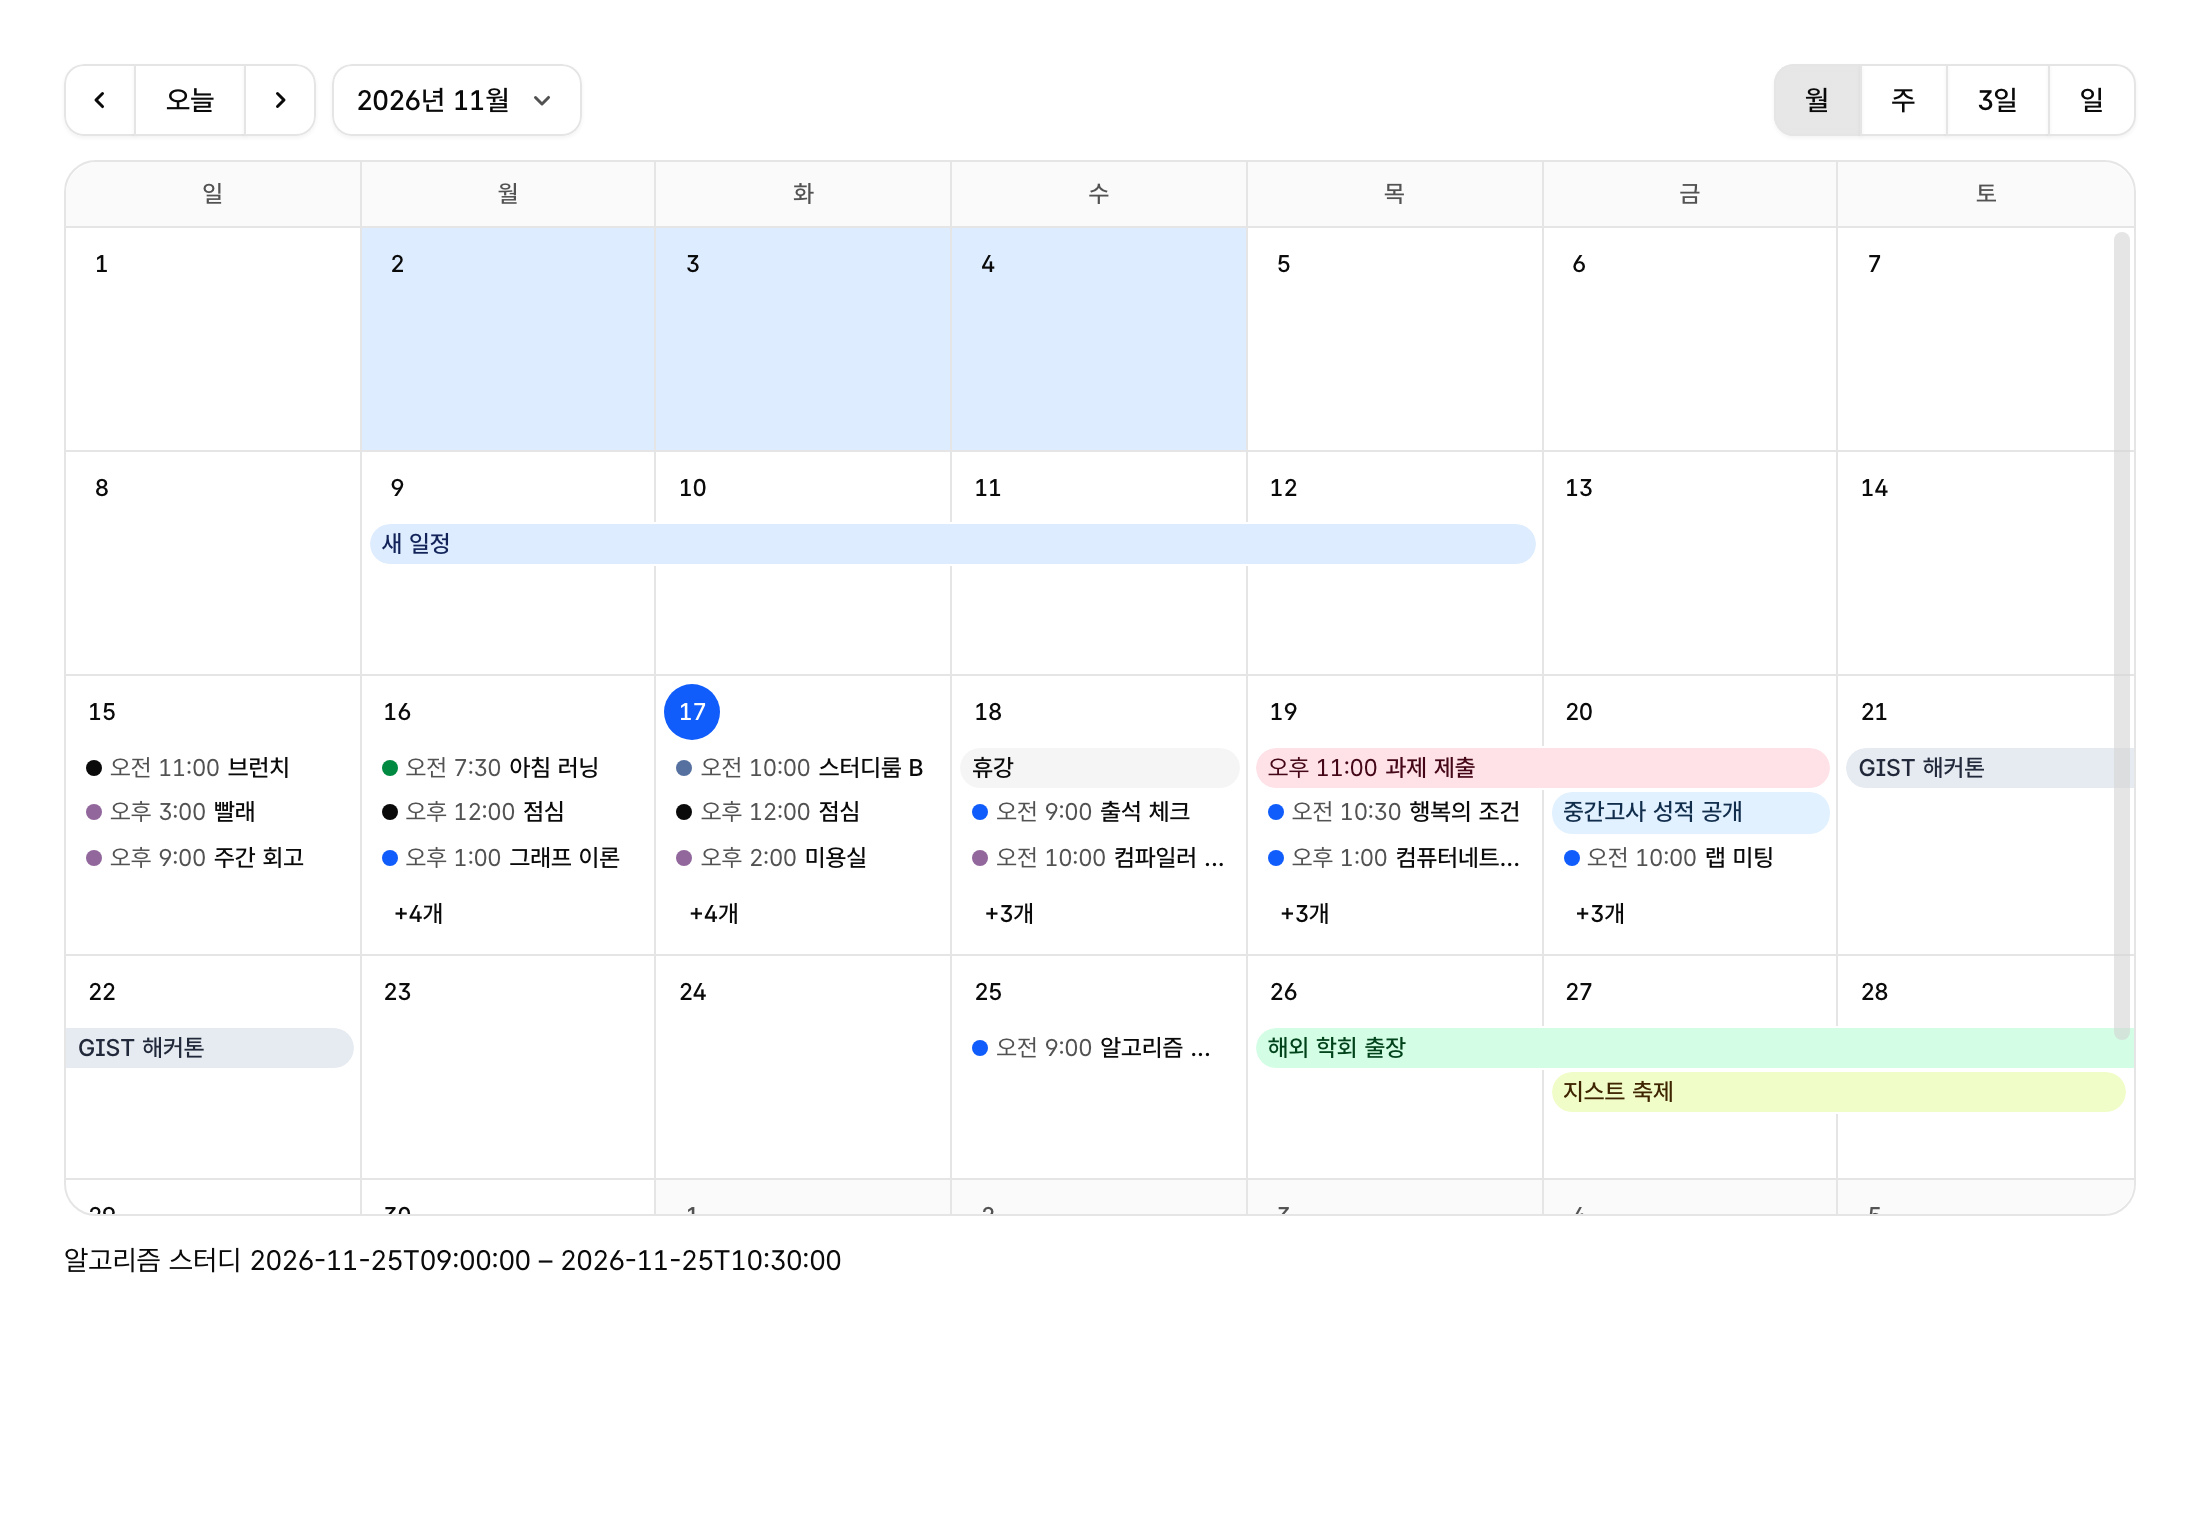 오늘
2026년 11월
월 주 3일 일
일 월 화 수 목 금 토
1 2 3 4 5 6 7
8 9 10 11 12 13 14
새 일정
15 16 17 18 19 20 21
오전 11:00 브런치 오전 7:30 아침 러닝 오전 10:00 스터디룸 B 휴강 오후 11:00 과제 제출 GIST 해커톤
오후 3:00 빨래 오후 12:00 점심 오후 12:00 점심 오전 9:00 출석 체크 오전 10:30 행복의 조건 중간고사 성적 공개
오후 9:00 주간 회고 오후 1:00 그래프 이론 오후 2:00 미용실 오전 10:00 컴파일러 ... 오후 1:00 컴퓨터네트... 오전 10:00 랩 미팅
+4개 +4개 +3개 +3개 +3개
22 23 24 25 26 27 28
GIST 해커톤 오전 9:00 알고리즘 ... 해외 학회 출장
지스트 축제
29 30 1 2 3 4 5
알고리즘 스터디 2026-11-25T09:00:00 – 2026-11-25T10:30:00